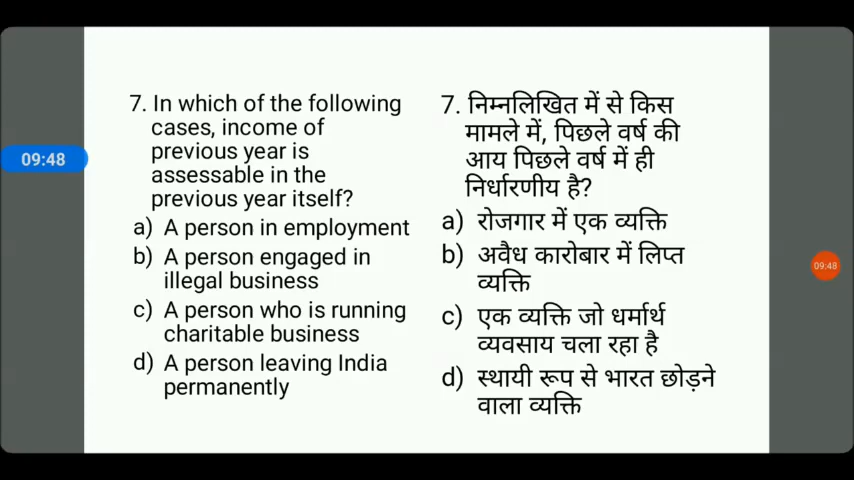 7. In which of the following
cases, income of
previous year is
assessable in the
previous year itself?
a) A person in employment
b) A person engaged in
illegal business
c) A person who is running
charitable business
d) A person leaving India
permanently
7. निम्नलिखित में से किस
मामले में, पिछले वर्ष की
आय पिछले वर्ष में ही
निर्धारणीय है?
a) रोजगार में एक व्यक्ति
b) अवैध कारोबार में लिप्त
व्यक्ति
c) एक व्यक्ति जो धर्मार्थ
व्यवसाय चला रहा है
d) स्थायी रूप से भारत छोड़ने
वाला व्यक्ति
09:48
09:48